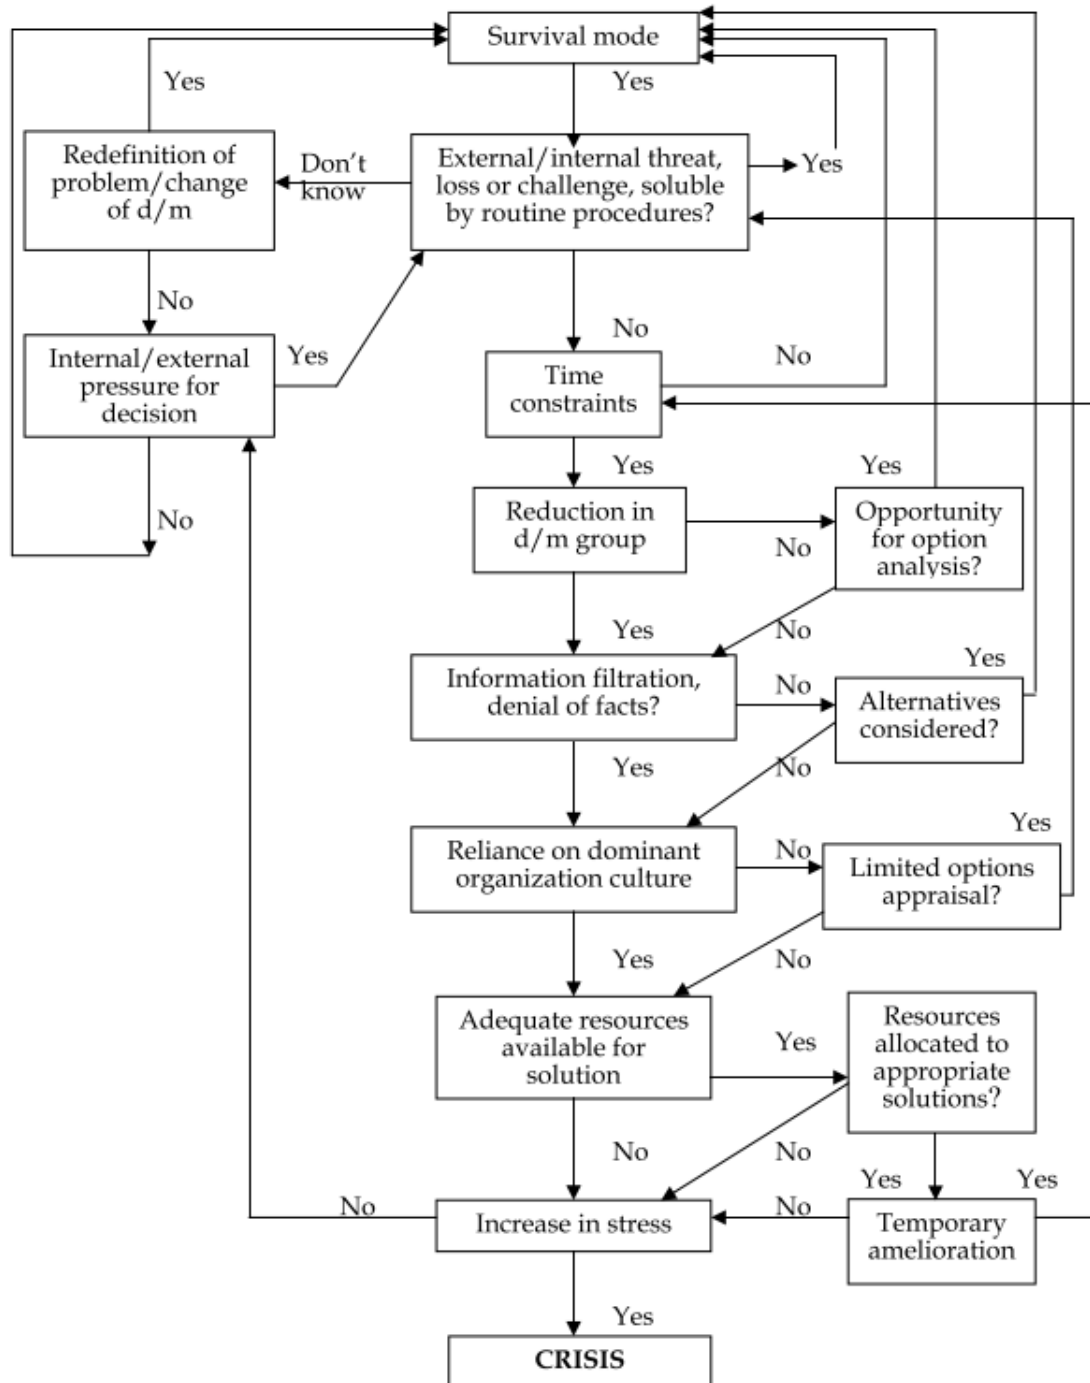 Survival mode
Yes
Yes
Redefinition of
problem/change
of d/m
Don't
know
External/internal threat,
loss or challenge, soluble
by routine procedures?
Yes
No
Internal/external
pressure for
decision
Yes
No
No
Time
constraints
No
Yes
Yes
Reduction in
d/m group
No
Opportunity
for option
analysis?
Yes
No
Information filtration,
denial of facts?
No
Yes
Alternatives
considered?
Yes
No
Reliance on dominant
organization culture
No
Yes
Limited options
appraisal?
Yes
No
Adequate resources
available for
solution
Yes
Resources
allocated to
appropriate
solutions?
No
No
Yes
Yes
No
Increase in stress
No
Temporary
amelioration
Yes
CRISIS